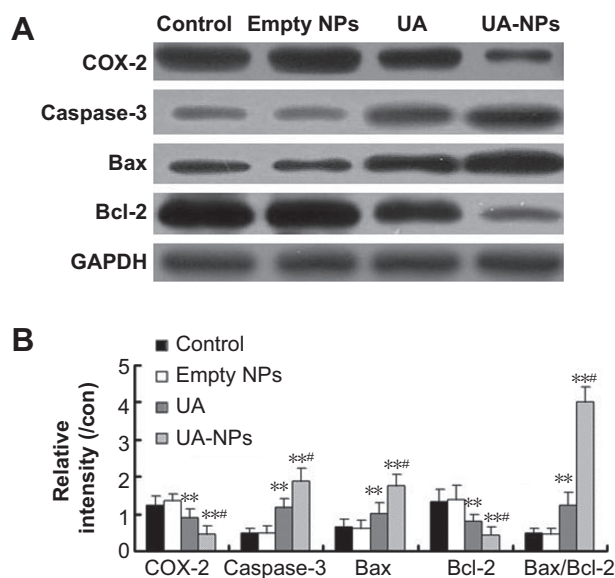 A
Control Empty NPs UA UA-NPs
COX-2
Caspase-3
Bax
Bcl-2
GAPDH
B
Control
Empty NPs
UA
UA-NPs
Relative
intensity (/con)
5
4
3
2
1
0
** **#
** **#
** **#
** **#
** **#
COX-2 Caspase-3 Bax Bcl-2 Bax/Bcl-2